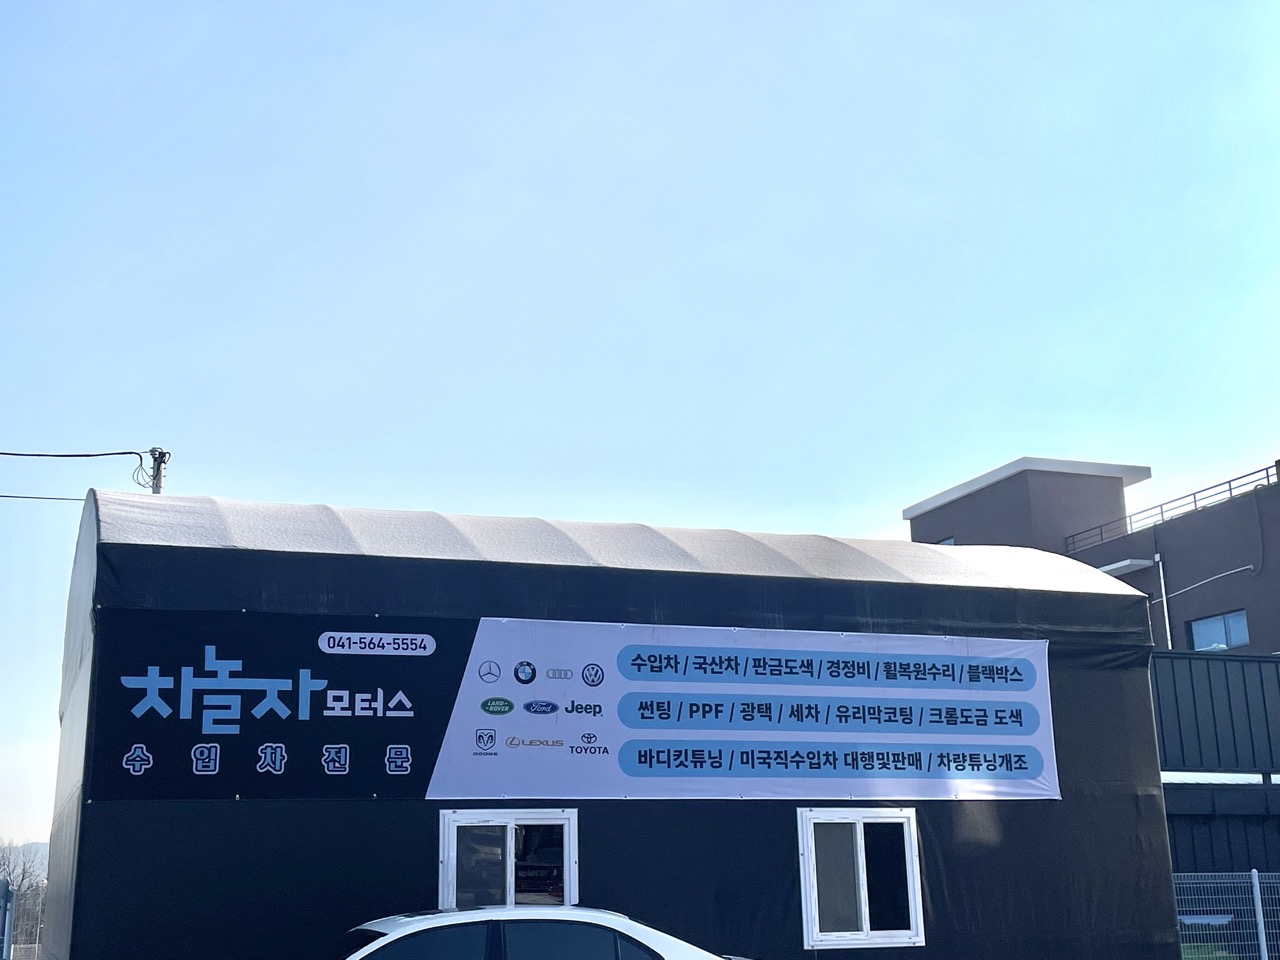 041-564-5554
차놀자모터스
수입차전문
LAND ROVER
Ford
Jeep
DODGE
LEXUS
TOYOTA
수입차 / 국산차 / 판금도색 / 경정비 / 휠복원수리 / 블랙박스
썬팅 / PPF / 광택 / 세차 / 유리막코팅 / 크롬도금 도색
바디킷튜닝 / 미국직수입차 대행및판매 / 차량튜닝개조